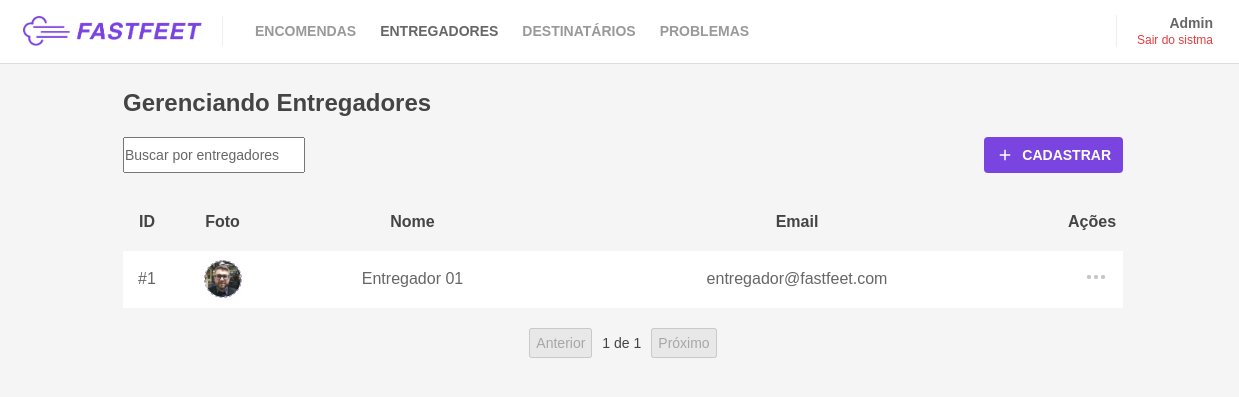 FASTFEET
ENCOMENDAS ENTREGADORES DESTINATÁRIOS PROBLEMAS
Admin
Sair do sistma
Gerenciando Entregadores
Buscar por entregadores
+ CADASTRAR
ID Foto Nome Email Ações
#1 Entregador 01 entregador@fastfeet.com ...
Anterior 1 de 1 Próximo